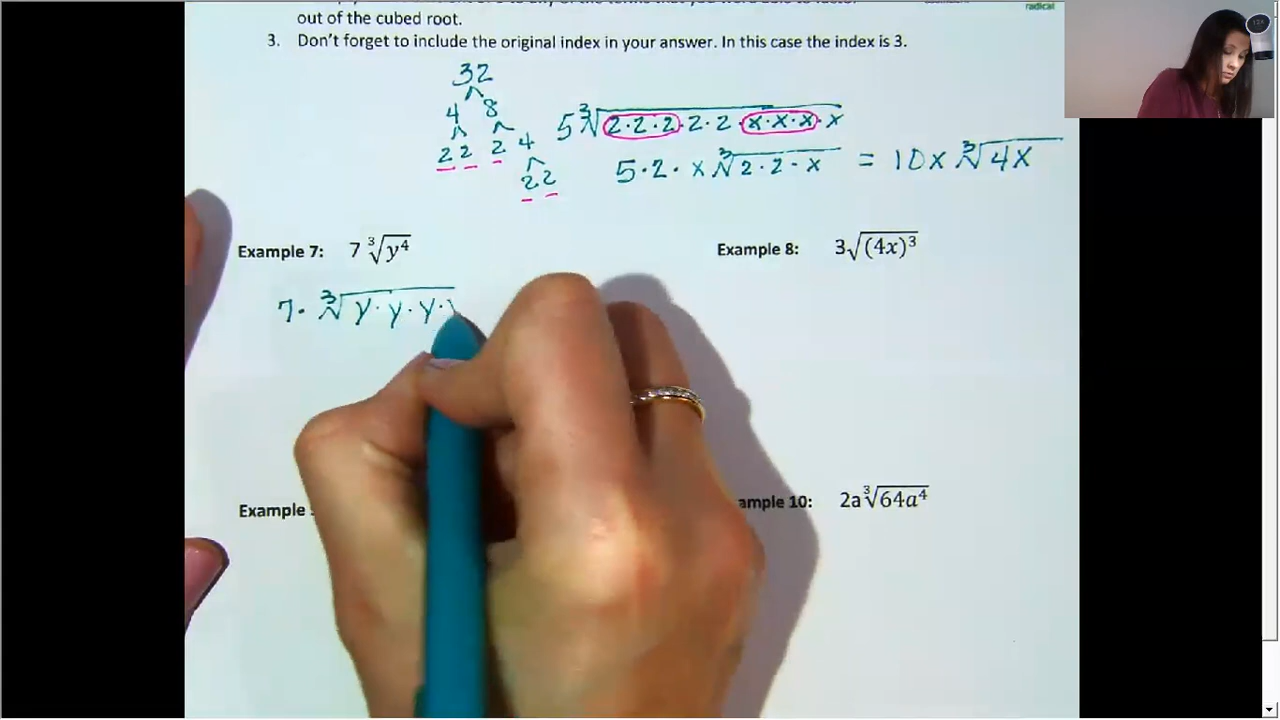 radical
out of the cubed root.
3. Don't forget to include the original index in your answer. In this case the index is 3.
32
4 8
2 2 2 4
2 2
5∛2·2·2·2·2·x·x·x·x
5·2·x∛2·2·x = 10x∛4x
Example 7: 7∛y⁴
Example 8: 3√(4x)³
7·∛y·y·y·
Example
ample 10: 2a∛64a⁴